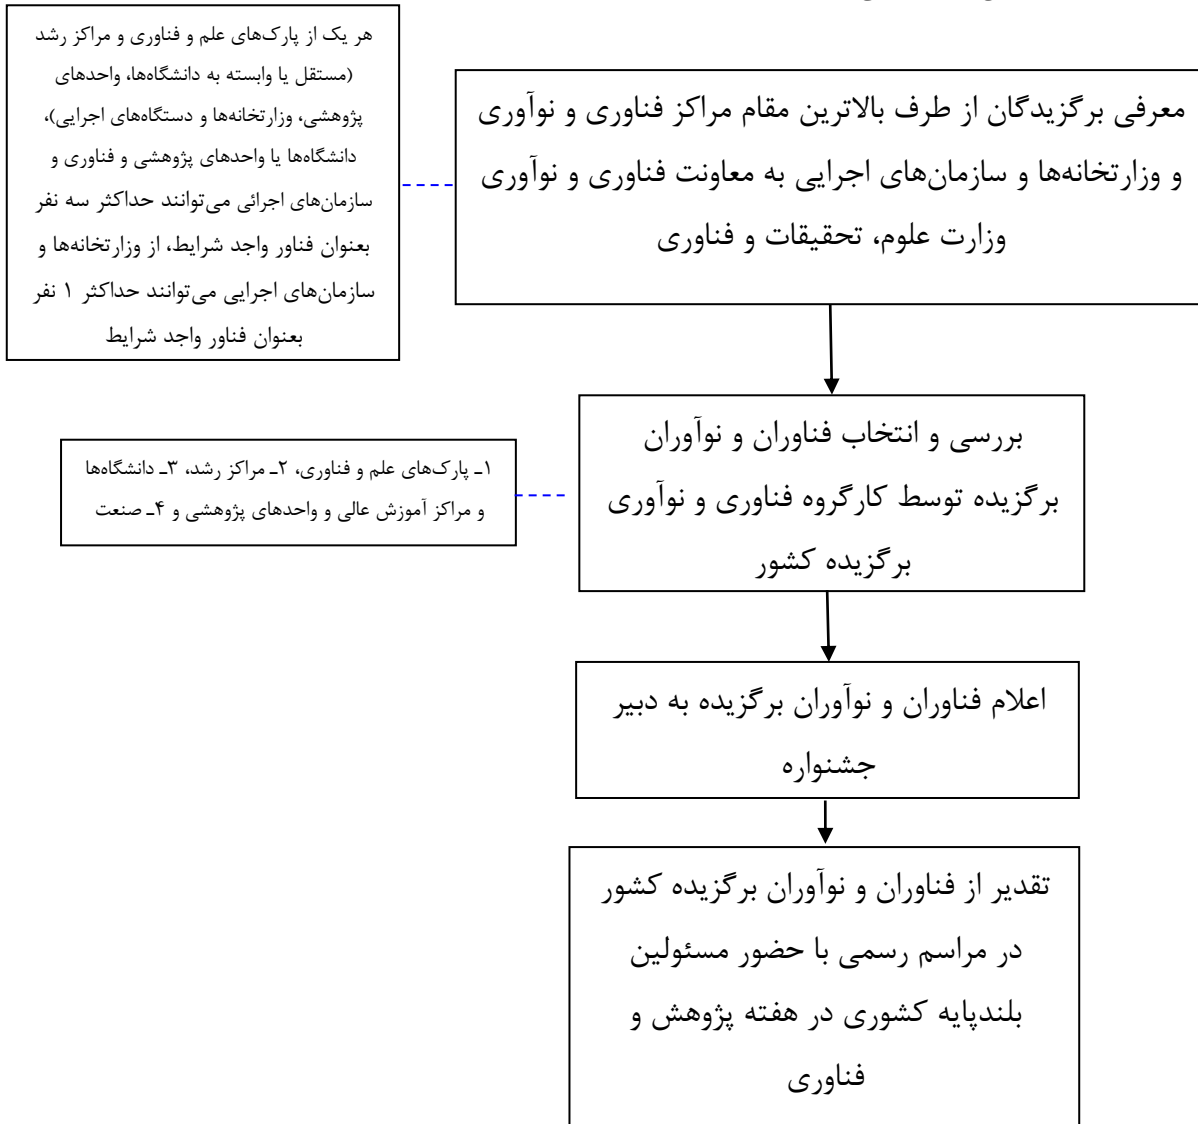 هر یک از پارک‌های علم و فناوری و مراکز رشد
(مستقل یا وابسته به دانشگاه‌ها، واحدهای
پژوهشی، وزارتخانه‌ها و دستگاه‌های اجرایی)،
دانشگاه‌ها یا واحدهای پژوهشی و فناوری و
سازمان‌های اجرائی می‌توانند حداکثر سه نفر
بعنوان فناور واجد شرایط، از وزارتخانه‌ها و
سازمان‌های اجرایی می‌توانند حداکثر ۱ نفر
بعنوان فناور واجد شرایط
معرفی برگزیدگان از طرف بالاترین مقام مراکز فناوری و نوآوری
و وزارتخانه‌ها و سازمان‌های اجرایی به معاونت فناوری و نوآوری
وزارت علوم، تحقیقات و فناوری
بررسی و انتخاب فناوران و نوآوران
برگزیده توسط کارگروه فناوری و نوآوری
برگزیده کشور
۱ـ پارک‌های علم و فناوری، ۲ـ مراکز رشد، ۳ـ دانشگاه‌ها
و مراکز آموزش عالی و واحدهای پژوهشی و ۴ـ صنعت
اعلام فناوران و نوآوران برگزیده به دبیر
جشنواره
تقدیر از فناوران و نوآوران برگزیده کشور
در مراسم رسمی با حضور مسئولین
بلندپایه کشوری در هفته پژوهش و
فناوری